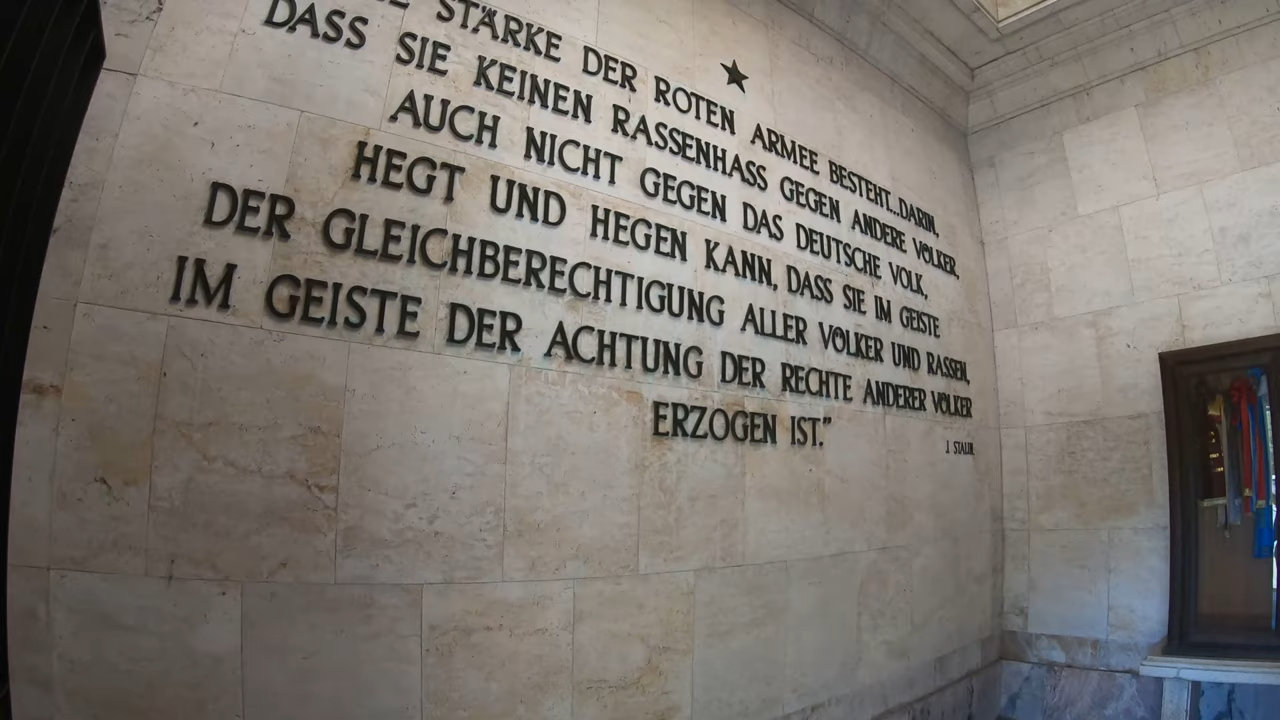 STÄRKE DER ROTEN ARMEE BESTEHT...DARIN,
DASS SIE KEINEN RASSENHASS GEGEN ANDERE VÖLKER,
AUCH NICHT GEGEN DAS DEUTSCHE VOLK,
HEGT UND HEGEN KANN, DASS SIE IM GEISTE
DER GLEICHBERECHTIGUNG ALLER VÖLKER UND RASSEN,
IM GEISTE DER ACHTUNG DER RECHTE ANDERER VÖLKER
ERZOGEN IST.”
J. STALIN.